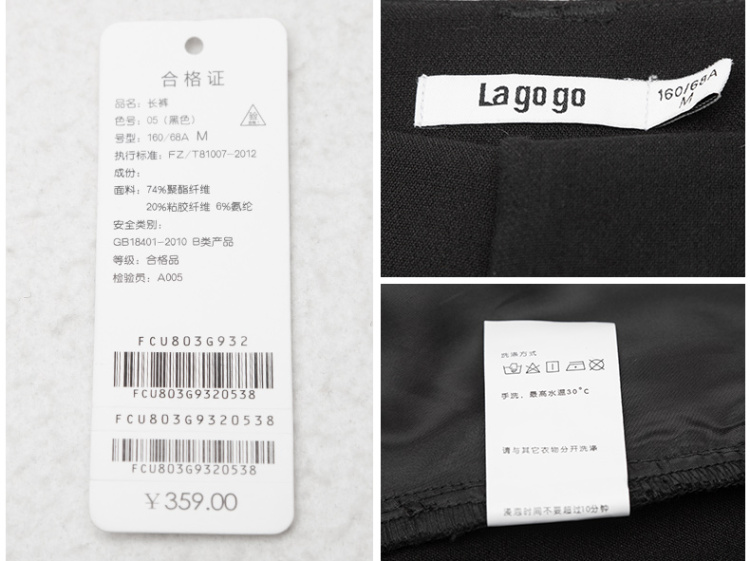 合格证
品名：长裤
色号：05（黑色）
号型：160/68A M
执行标准：FZ/T81007-2012
成份：
面料：74%聚酯纤维
20%粘胶纤维 6%氨纶
安全类别：
GB18401-2010 B类产品
等级：合格品
检验员：A005
FCU803G932
FCU803G9320538
FCU803G9320538
FCU803G9320538
￥359.00
Lagogo
160/68A
M
洗涤方式
手洗，最高水温30°C
请与其它衣物分开洗涤
浸泡时间不要超过10分钟